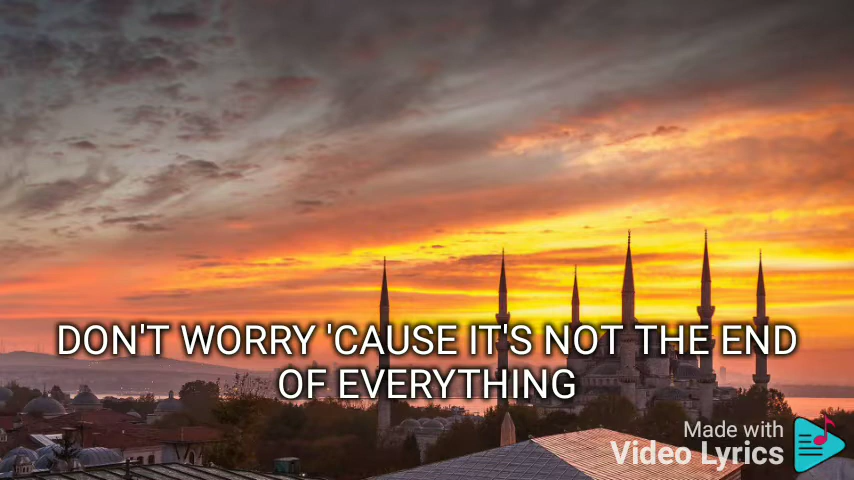 DON'T WORRY 'CAUSE IT'S NOT THE END
OF EVERYTHING
Made with
Video Lyrics